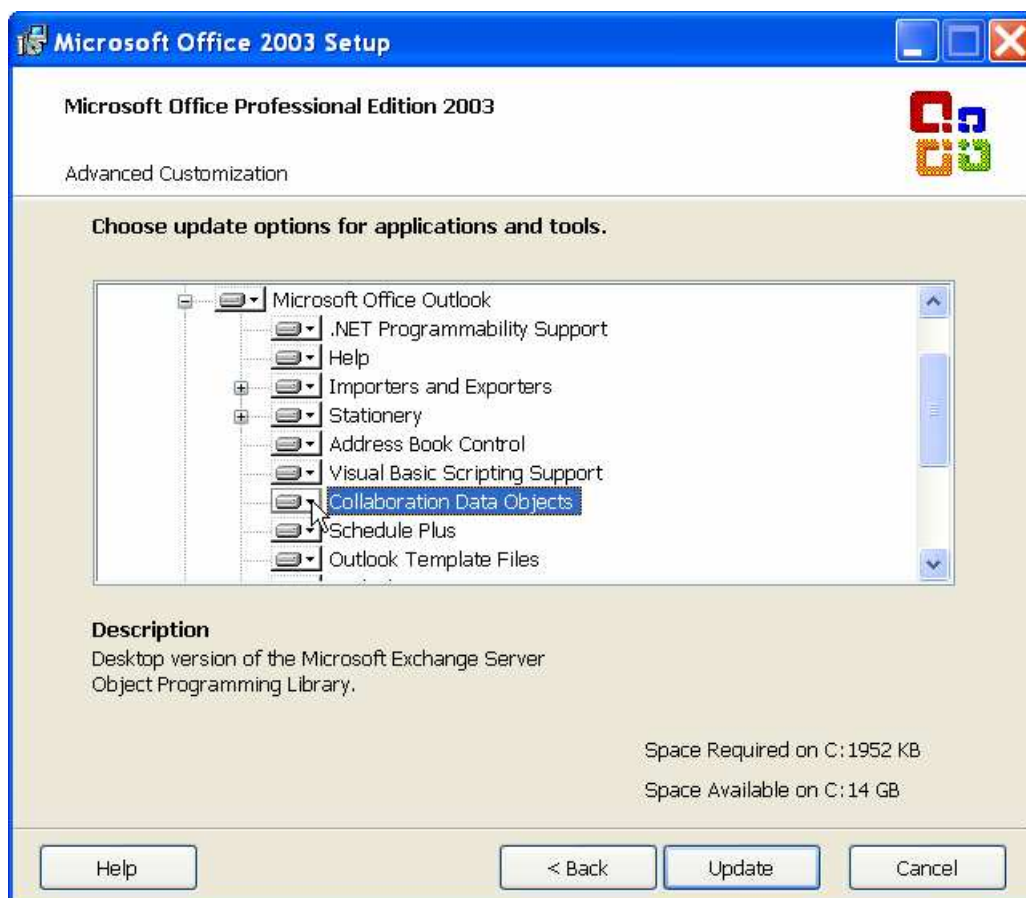 Microsoft Office 2003 Setup
Microsoft Office Professional Edition 2003
Advanced Customization
Choose update options for applications and tools.
Microsoft Office Outlook
.NET Programmability Support
Help
Importers and Exporters
Stationery
Address Book Control
Visual Basic Scripting Support
Collaboration Data Objects
Schedule Plus
Outlook Template Files
Description
Desktop version of the Microsoft Exchange Server
Object Programming Library.
Space Required on C: 1952 KB
Space Available on C: 14 GB
Help
< Back
Update
Cancel